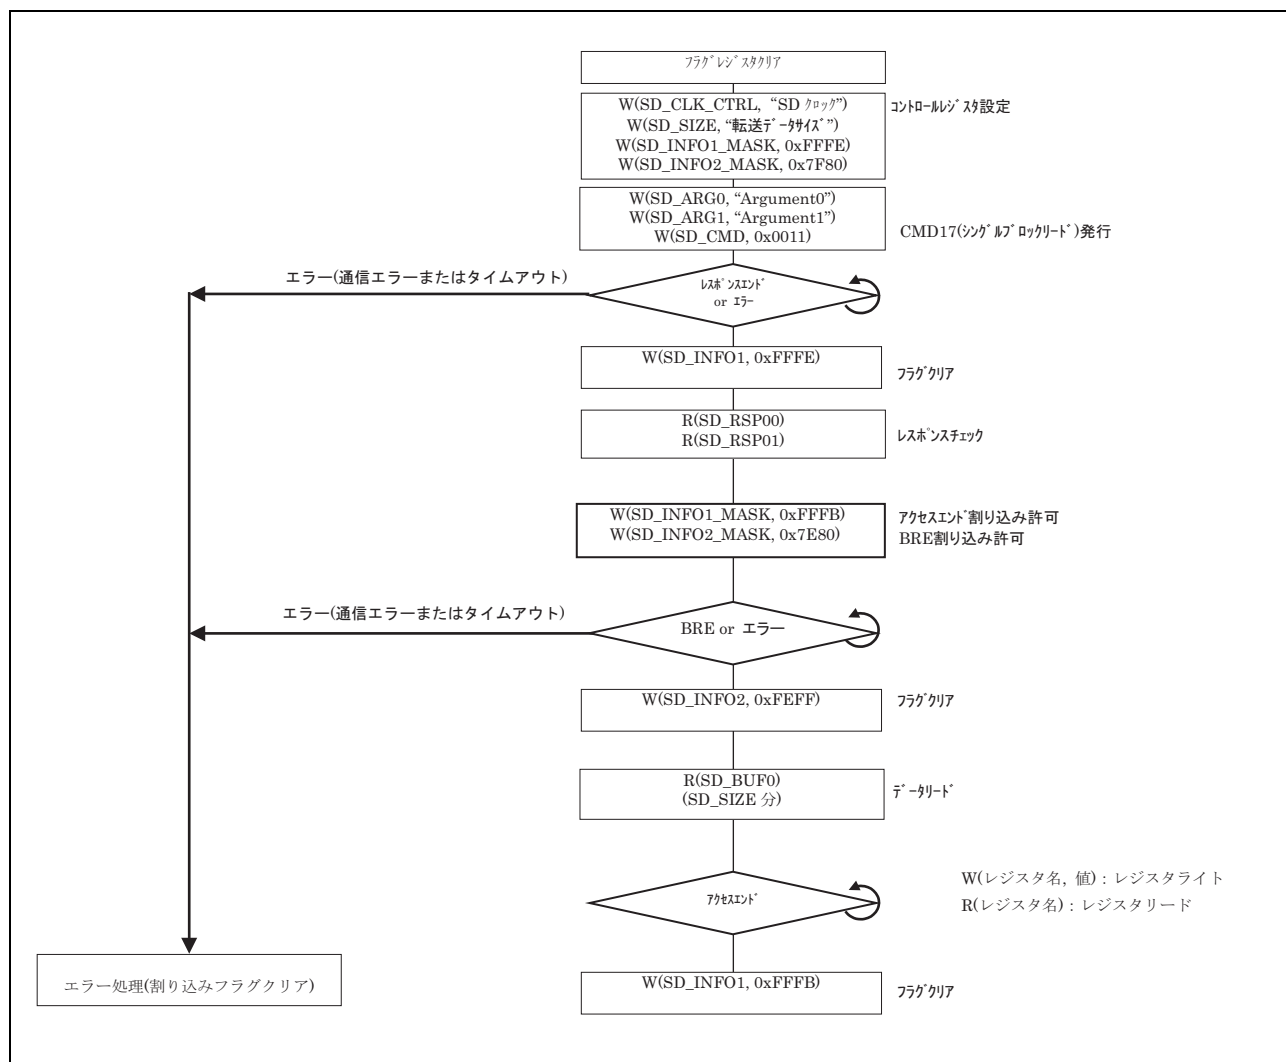 フラグレジスタクリア
W(SD_CLK_CTRL, “SD クロック”)
W(SD_SIZE, “転送データサイズ”)
W(SD_INFO1_MASK, 0xFFFE)
W(SD_INFO2_MASK, 0x7F80)
コントロールレジスタ設定
W(SD_ARG0, “Argument0”)
W(SD_ARG1, “Argument1”)
W(SD_CMD, 0x0011)
CMD17(シングルブロックリード)発行
エラー(通信エラーまたはタイムアウト)
レスポンスエンド
or エラー
W(SD_INFO1, 0xFFFE)
フラグクリア
R(SD_RSP00)
R(SD_RSP01)
レスポンスチェック
W(SD_INFO1_MASK, 0xFFFB)
W(SD_INFO2_MASK, 0x7E80)
アクセスエンド割り込み許可
BRE割り込み許可
エラー(通信エラーまたはタイムアウト)
BRE or エラー
W(SD_INFO2, 0xFEFF)
フラグクリア
R(SD_BUF0)
(SD_SIZE 分)
データリード
アクセスエンド
W(レジスタ名, 値) : レジスタライト
R(レジスタ名) : レジスタリード
エラー処理(割り込みフラグクリア)
W(SD_INFO1, 0xFFFB)
フラグクリア